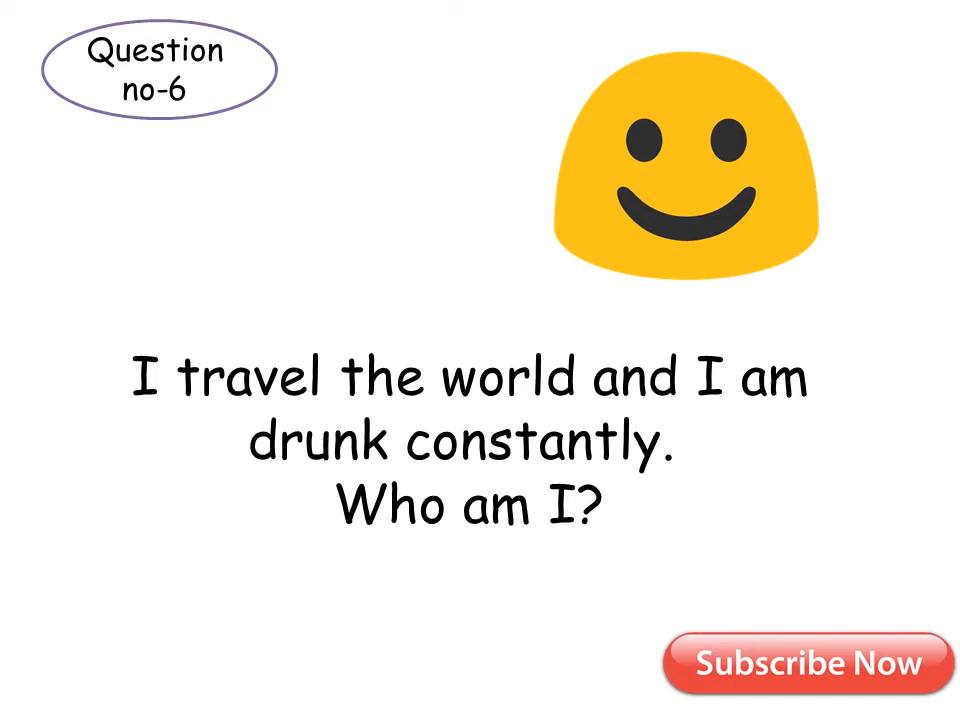 Question
no-6
I travel the world and I am
drunk constantly.
Who am I?
Subscribe Now